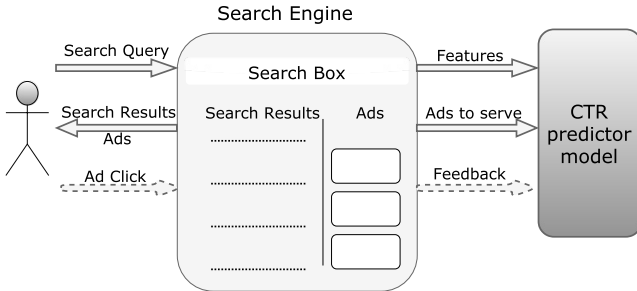 Search Engine
Search Query
Features
Search Box
Search Results
Ads
Search Results
Ads
Ads to serve
CTR
predictor
model
Ad Click
Feedback